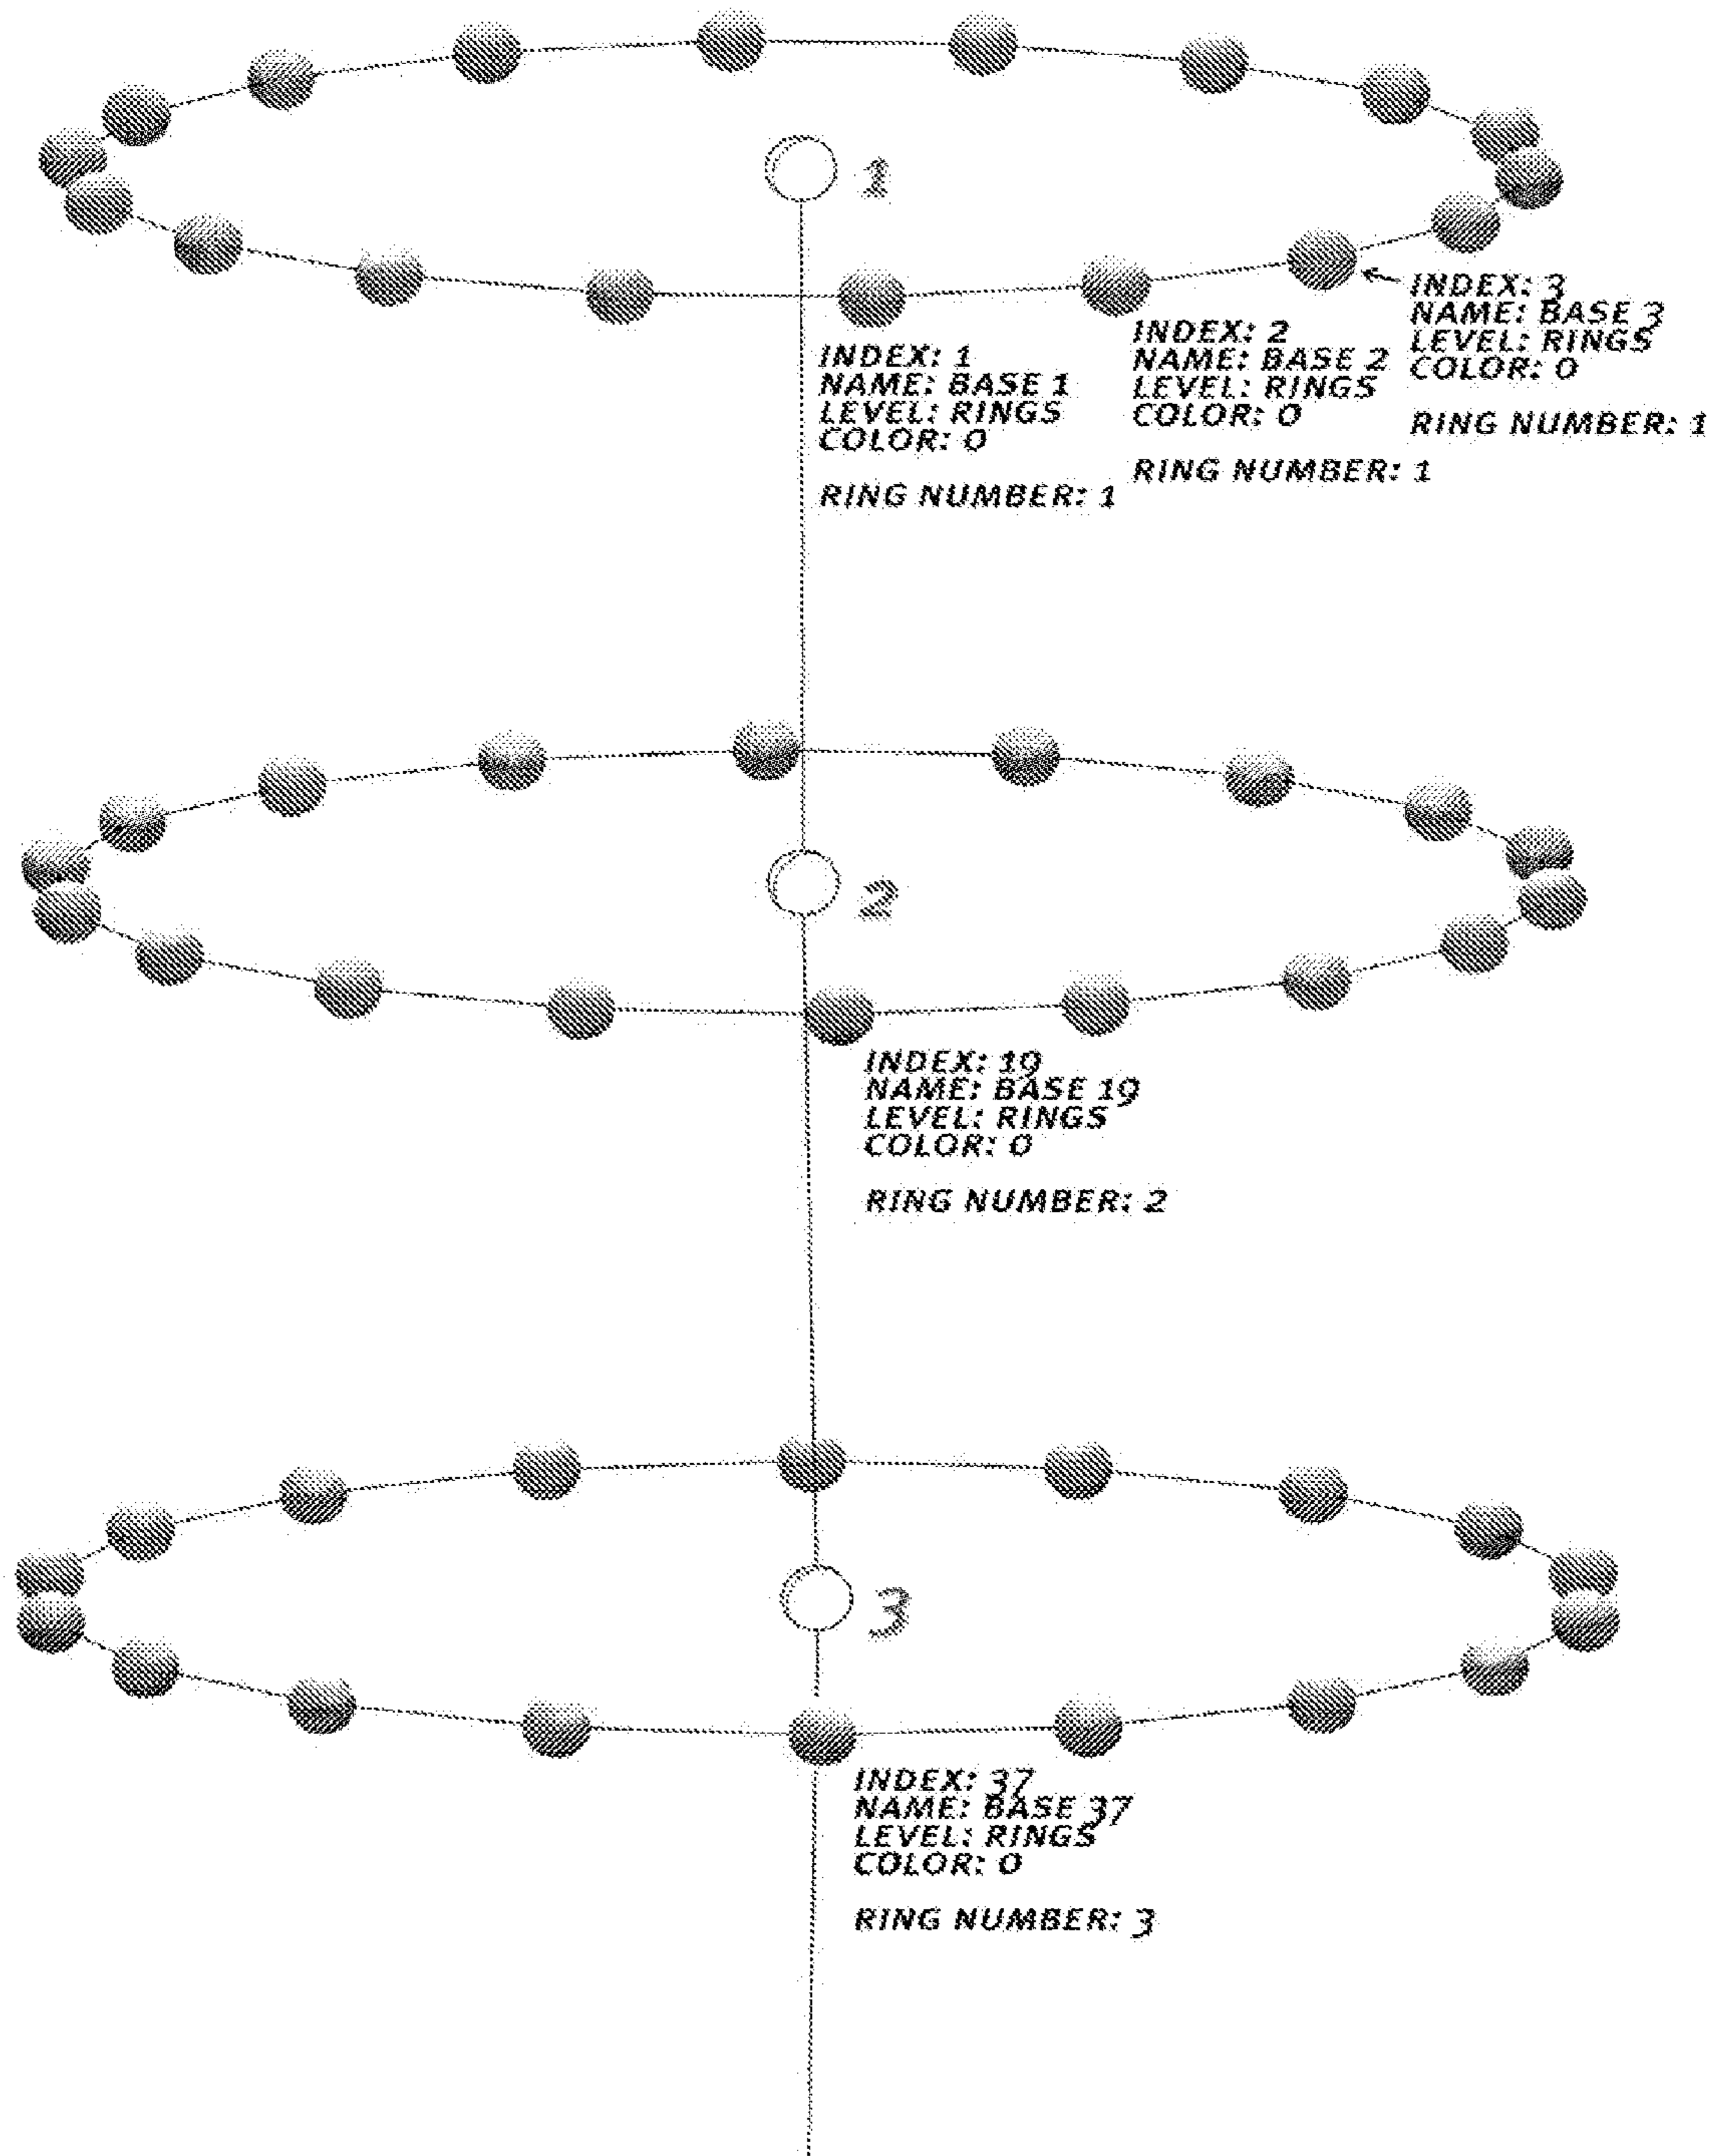 1
INDEX: 1
NAME: BASE 1
LEVEL: RINGS
COLOR: 0
RING NUMBER: 1
INDEX: 2
NAME: BASE 2
LEVEL: RINGS
COLOR: 0
RING NUMBER: 1
INDEX: 3
NAME: BASE 3
LEVEL: RINGS
COLOR: 0
RING NUMBER: 1
2
INDEX: 19
NAME: BASE 19
LEVEL: RINGS
COLOR: 0
RING NUMBER: 2
3
INDEX: 37
NAME: BASE 37
LEVEL: RINGS
COLOR: 0
RING NUMBER: 3